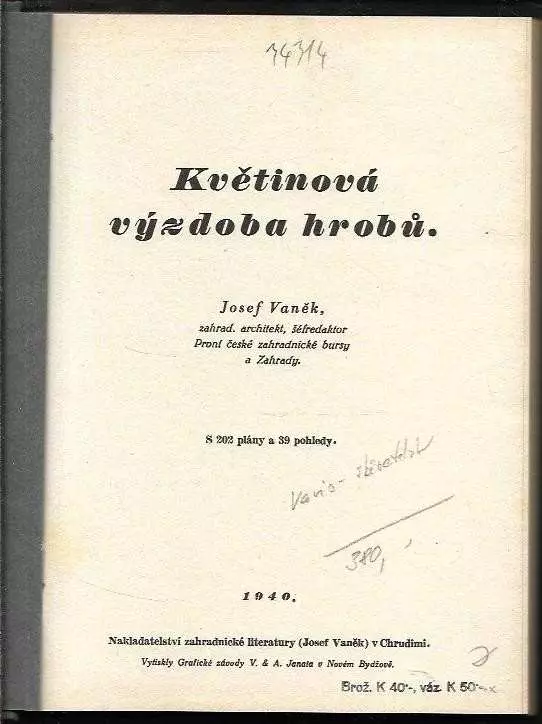 34314
Květinová
výzdoba hrobů.
Josef Vaněk,
zahrad. architekt, šéfredaktor
První české zahradnické bursy
a Zahrady.
S 202 plány a 39 pohledy.
380,
1940.
Nakladatelství zahradnické literatury (Josef Vaněk) v Chrudimi.
Vytiskly Grafické závody V. & A. Janata v Novém Bydžově.
Brož. K 40·-, váz. K 50·-